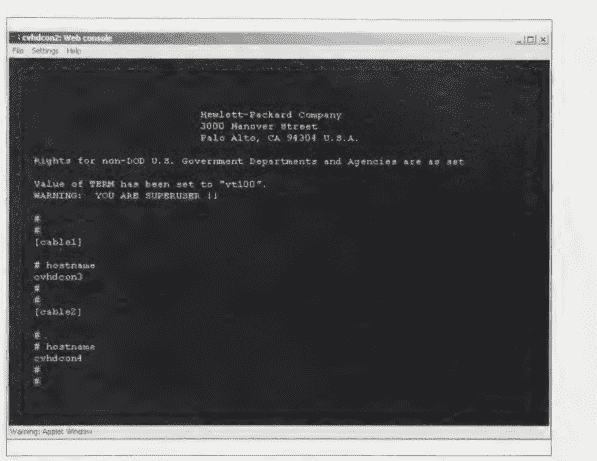 cvhdcon2: Web console
File Settings Help
Hewlett-Packard Company
3000 Hanover Street
Palo Alto, CA 94304 U.S.A.
Rights for non-DOD U.S. Government Departments and Agencies are as set
Value of TERM has been set to "vt100".
WARNING: YOU ARE SUPERUSER !!
#
#
[cable1]
# hostname
cvhdcon3
#
#
[cable2]
#
# hostname
cvhdcon4
#
#
Warning: Applet Window